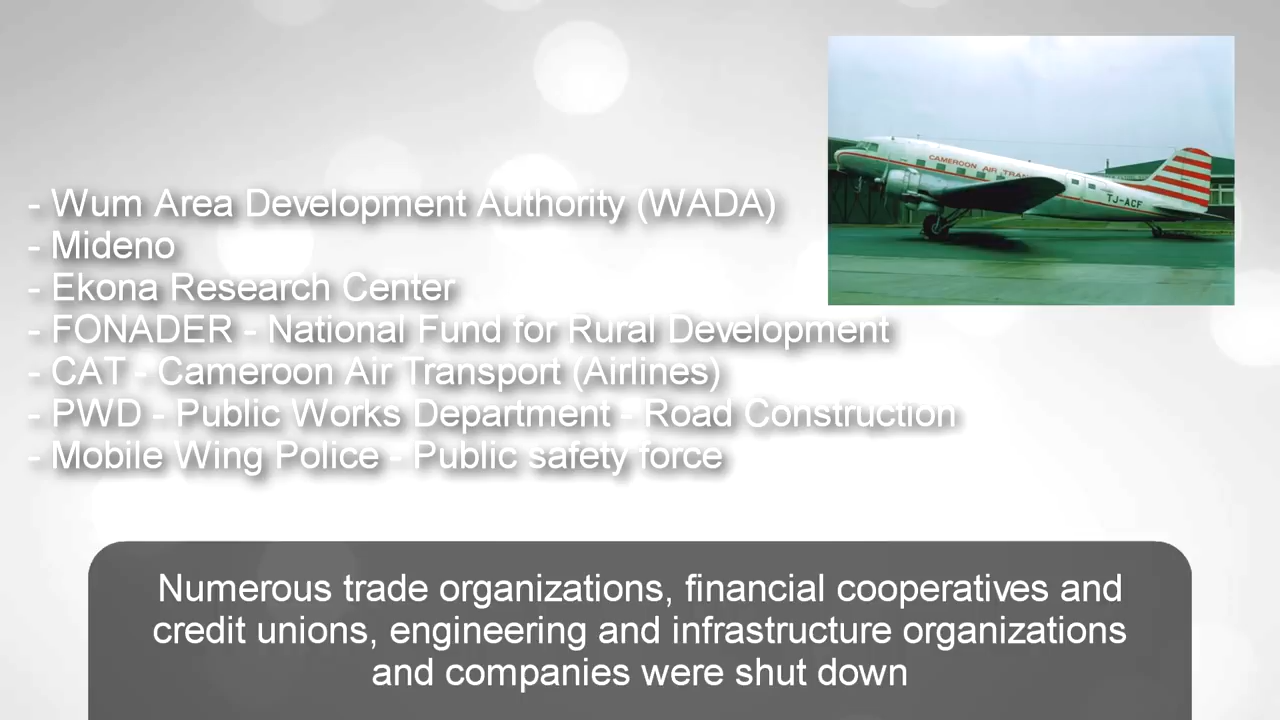 CAMEROON AIR TRAN
TJ-ACF
- Wum Area Development Authority (WADA)
- Mideno
- Ekona Research Center
- FONADER - National Fund for Rural Development
- CAT - Cameroon Air Transport (Airlines)
- PWD - Public Works Department - Road Construction
- Mobile Wing Police - Public safety force
Numerous trade organizations, financial cooperatives and
credit unions, engineering and infrastructure organizations
and companies were shut down